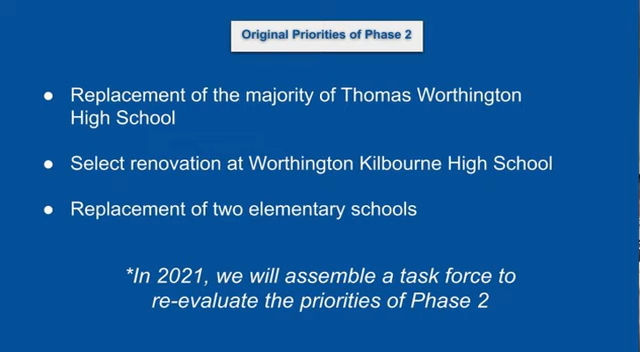 Original Priorities of Phase 2
● Replacement of the majority of Thomas Worthington
High School
● Select renovation at Worthington Kilbourne High School
● Replacement of two elementary schools
*In 2021, we will assemble a task force to
re-evaluate the priorities of Phase 2